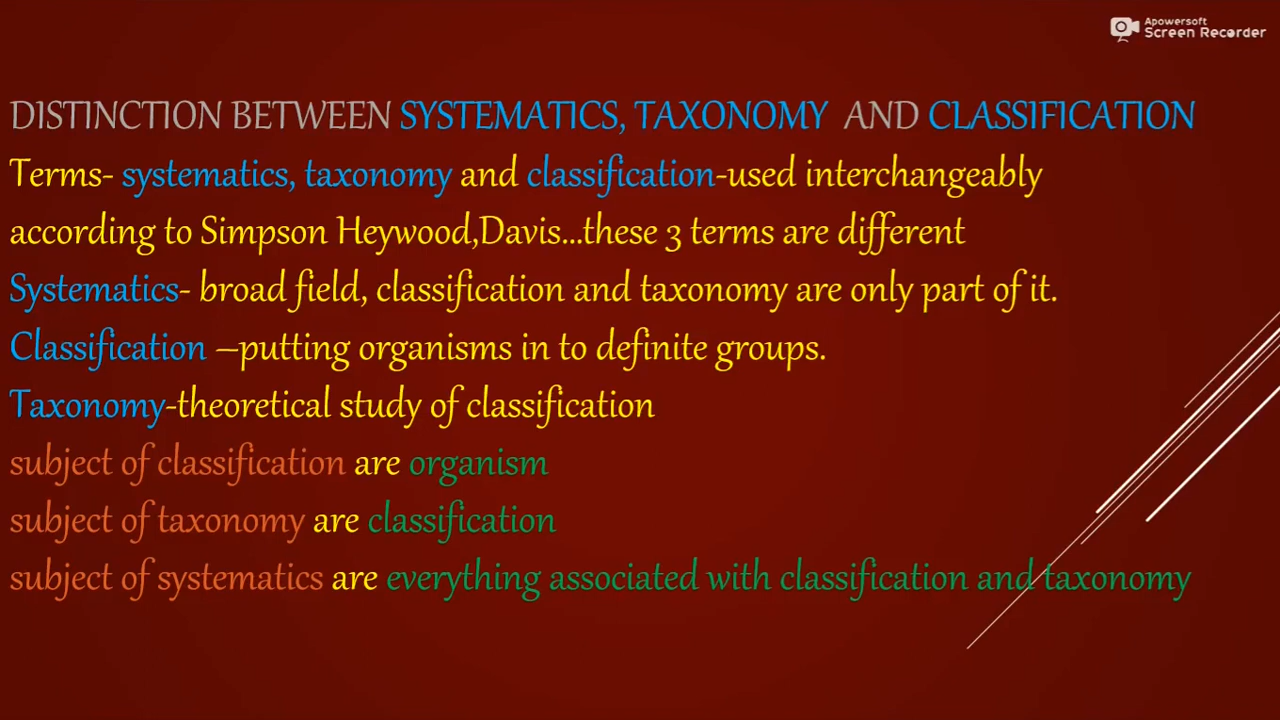 Apowersoft
Screen Recorder
DISTINCTION BETWEEN SYSTEMATICS, TAXONOMY AND CLASSIFICATION
Terms- systematics, taxonomy and classification-used interchangeably
according to Simpson Heywood,Davis...these 3 terms are different
Systematics- broad field, classification and taxonomy are only part of it.
Classification –putting organisms in to definite groups.
Taxonomy-theoretical study of classification
subject of classification are organism
subject of taxonomy are classification
subject of systematics are everything associated with classification and taxonomy